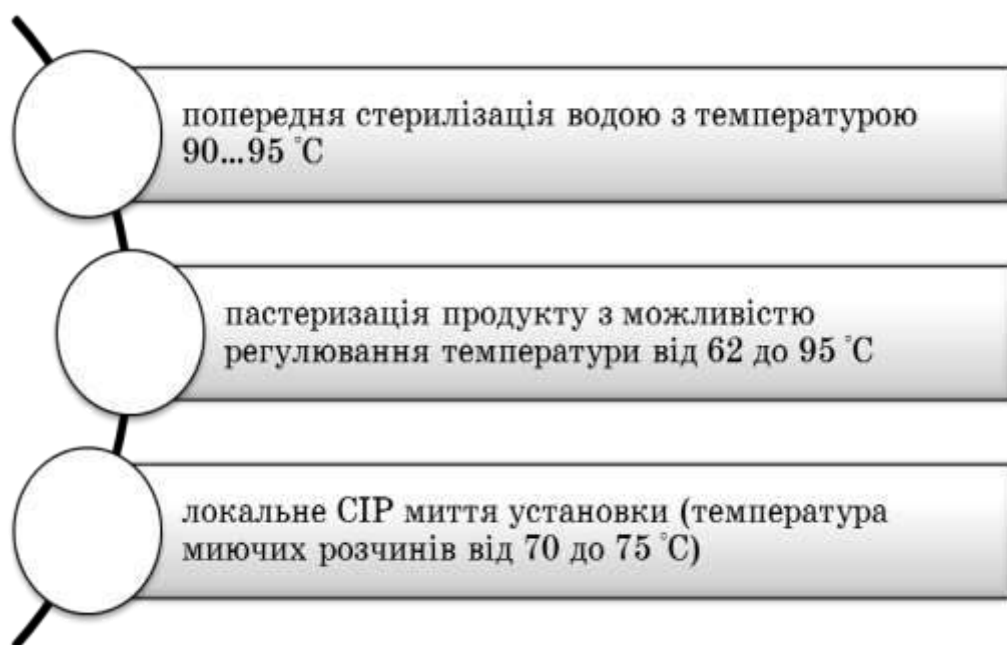 попередня стерилізація водою з температурою
90...95 °С
пастеризація продукту з можливістю
регулювання температури від 62 до 95 °С
локальне СІР миття установки (температура
миючих розчинів від 70 до 75 °С)